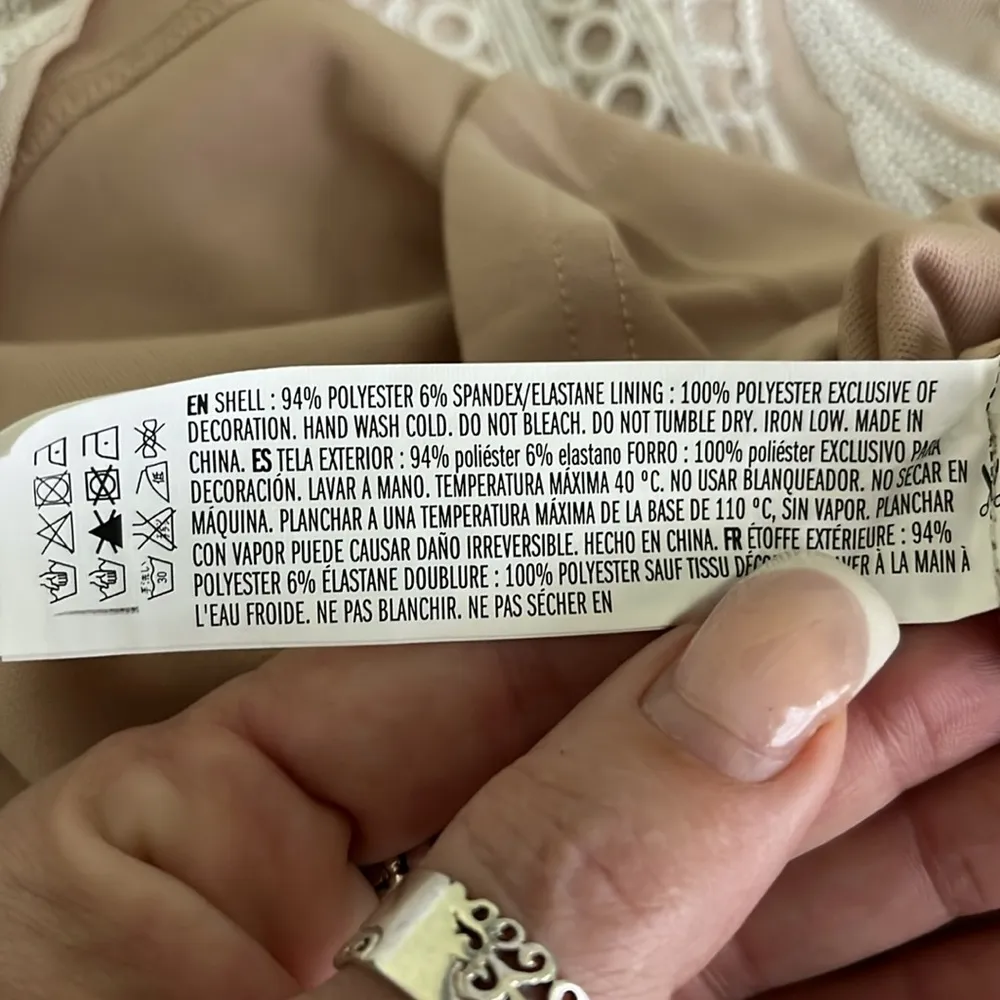 EN SHELL : 94% POLYESTER 6% SPANDEX/ELASTANE LINING : 100% POLYESTER EXCLUSIVE OF
DECORATION. HAND WASH COLD. DO NOT BLEACH. DO NOT TUMBLE DRY. IRON LOW. MADE IN
CHINA. ES TELA EXTERIOR : 94% poliéster 6% elastano FORRO : 100% poliéster EXCLUSIVO PARA
DECORACIÓN. LAVAR A MANO. TEMPERATURA MÁXIMA 40 ºC. NO USAR BLANQUEADOR. NO SECAR EN
MÁQUINA. PLANCHAR A UNA TEMPERATURA MÁXIMA DE LA BASE DE 110 ºC, SIN VAPOR. PLANCHAR
CON VAPOR PUEDE CAUSAR DAÑO IRREVERSIBLE. HECHO EN CHINA. FR ÉTOFFE EXTÉRIEURE : 94%
POLYESTER 6% ÉLASTANE DOUBLURE : 100% POLYESTER SAUF TISSU À LA MAIN À
L'EAU FROIDE. NE PAS BLANCHIR. NE PAS SÉCHER EN
30